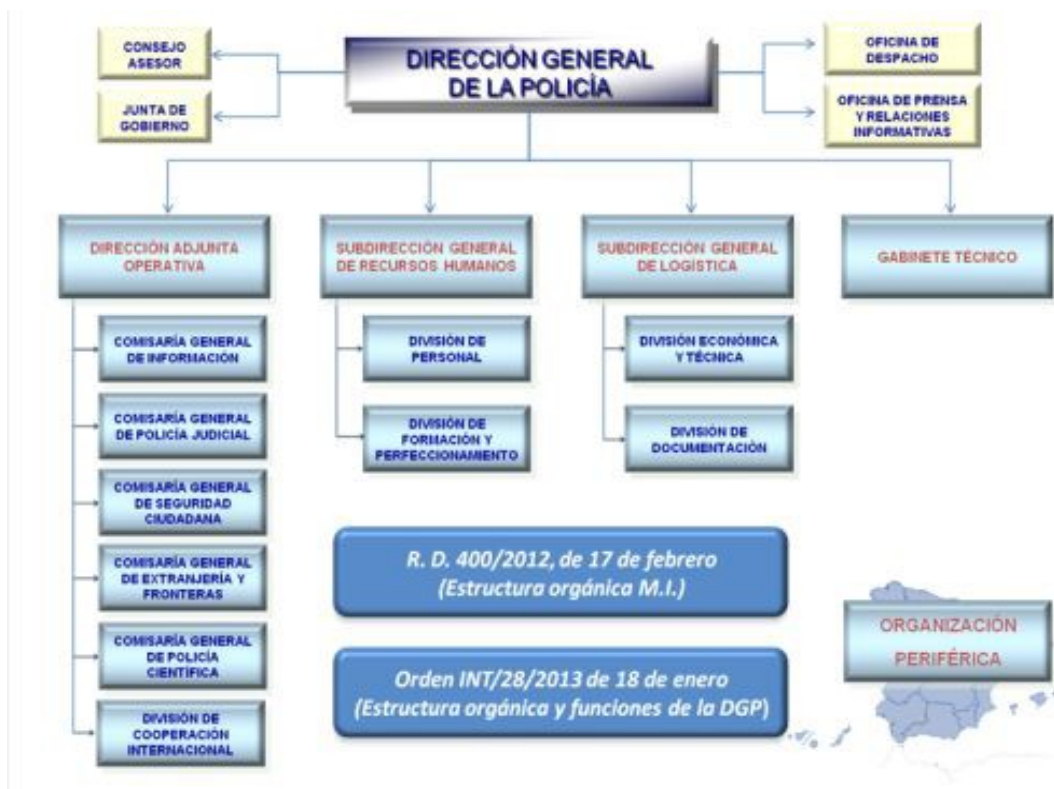 CONSEJO
ASESOR
JUNTA DE
GOBIERNO
DIRECCIÓN GENERAL
DE LA POLICÍA
OFICINA DE
DESPACHO
OFICINA DE PRENSA
Y RELACIONES
INFORMATIVAS
DIRECCIÓN ADJUNTA
OPERATIVA
SUBDIRECCIÓN GENERAL
DE RECURSOS HUMANOS
SUBDIRECCIÓN GENERAL
DE LOGÍSTICA
GABINETE TÉCNICO
COMISARÍA GENERAL
DE INFORMACIÓN
COMISARÍA GENERAL
DE POLICÍA JUDICIAL
COMISARÍA GENERAL
DE SEGURIDAD
CIUDADANA
COMISARÍA GENERAL
DE EXTRANJERÍA Y
FRONTERAS
COMISARÍA GENERAL
DE POLICÍA
CIENTÍFICA
DIVISIÓN DE
COOPERACIÓN
INTERNACIONAL
DIVISIÓN DE
PERSONAL
DIVISIÓN DE
FORMACIÓN Y
PERFECCIONAMIENTO
DIVISIÓN ECONÓMICA
Y TÉCNICA
DIVISIÓN DE
DOCUMENTACIÓN
R. D. 400/2012, de 17 de febrero
(Estructura orgánica M.I.)
Orden INT/28/2013 de 18 de enero
(Estructura orgánica y funciones de la DGP)
ORGANIZACIÓN
PERIFÉRICA